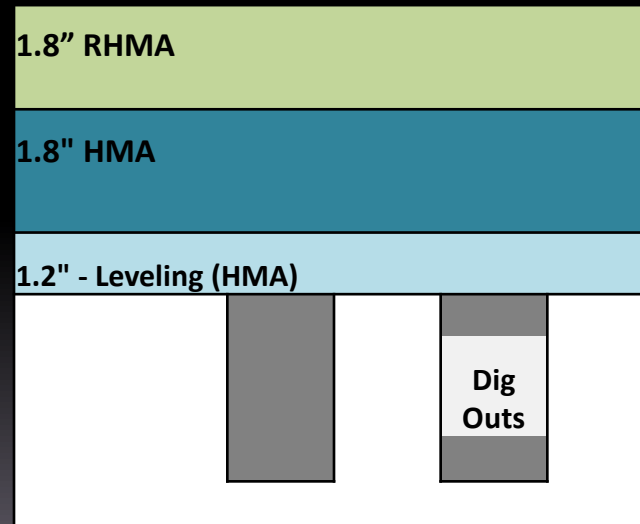 1.8” RHMA
1.8" HMA
1.2" - Leveling (HMA)
Dig
Outs